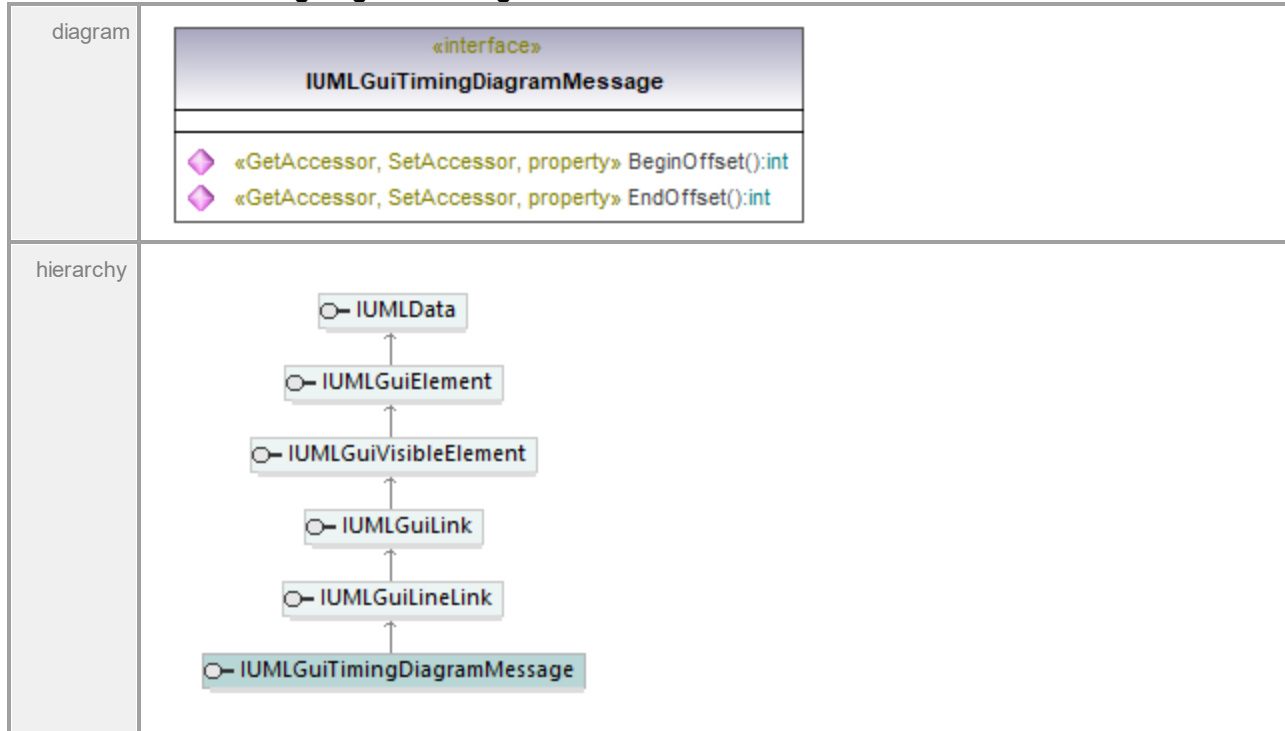 diagram
«interface»
IUMLGuiTimingDiagramMessage
«GetAccessor, SetAccessor, property» BeginOffset():int
«GetAccessor, SetAccessor, property» EndOffset():int
hierarchy
IUMLData
IUMLGuiElement
IUMLGuiVisibleElement
IUMLGuiLink
IUMLGuiLineLink
IUMLGuiTimingDiagramMessage